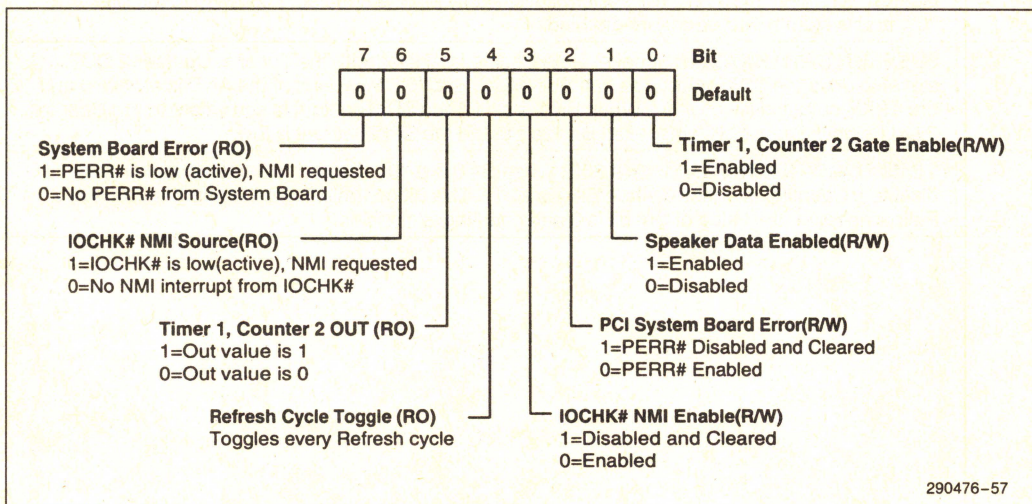 7 6 5 4 3 2 1 0 Bit
0 0 0 0 0 0 0 0 Default
System Board Error (RO)
1=PERR# is low (active), NMI requested
0=No PERR# from System Board
IOCHK# NMI Source(RO)
1=IOCHK# is low(active), NMI requested
0=No NMI interrupt from IOCHK#
Timer 1, Counter 2 OUT (RO)
1=Out value is 1
0=Out value is 0
Refresh Cycle Toggle (RO)
Toggles every Refresh cycle
Timer 1, Counter 2 Gate Enable(R/W)
1=Enabled
0=Disabled
Speaker Data Enabled(R/W)
1=Enabled
0=Disabled
PCI System Board Error(R/W)
1=PERR# Disabled and Cleared
0=PERR# Enabled
IOCHK# NMI Enable(R/W)
1=Disabled and Cleared
0=Enabled
290476–57